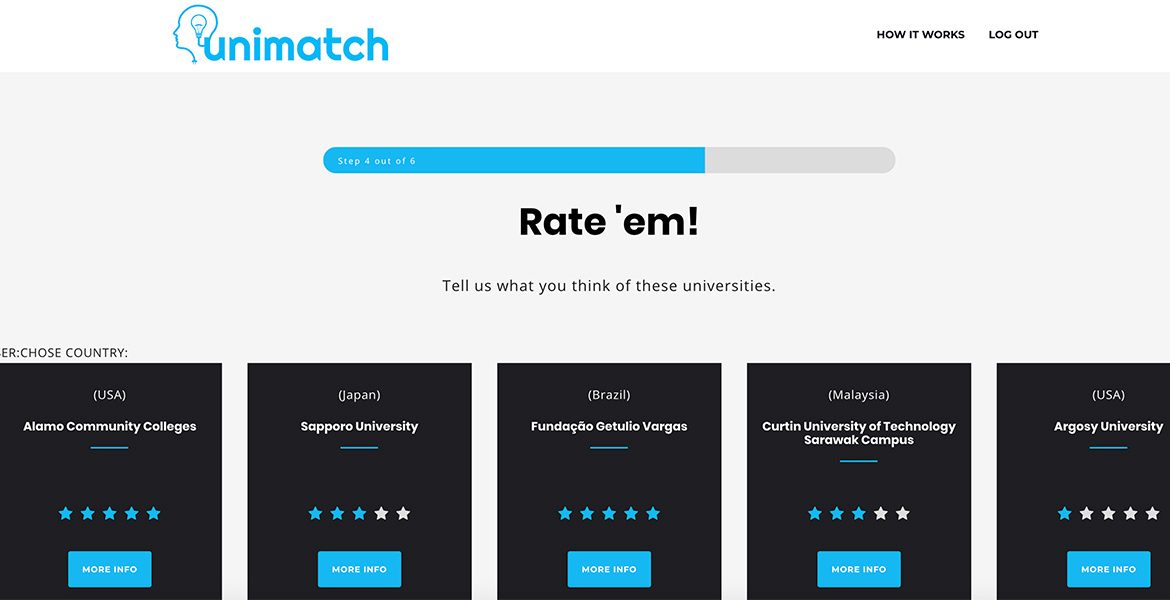 unimatch
HOW IT WORKS
LOG OUT
Step 4 out of 6
Rate 'em!
Tell us what you think of these universities.
SER:CHOSE COUNTRY:
(USA)
Alamo Community Colleges
MORE INFO
(Japan)
Sapporo University
MORE INFO
(Brazil)
Fundação Getulio Vargas
MORE INFO
(Malaysia)
Curtin University of Technology
Sarawak Campus
MORE INFO
(USA)
Argosy University
MORE INFO